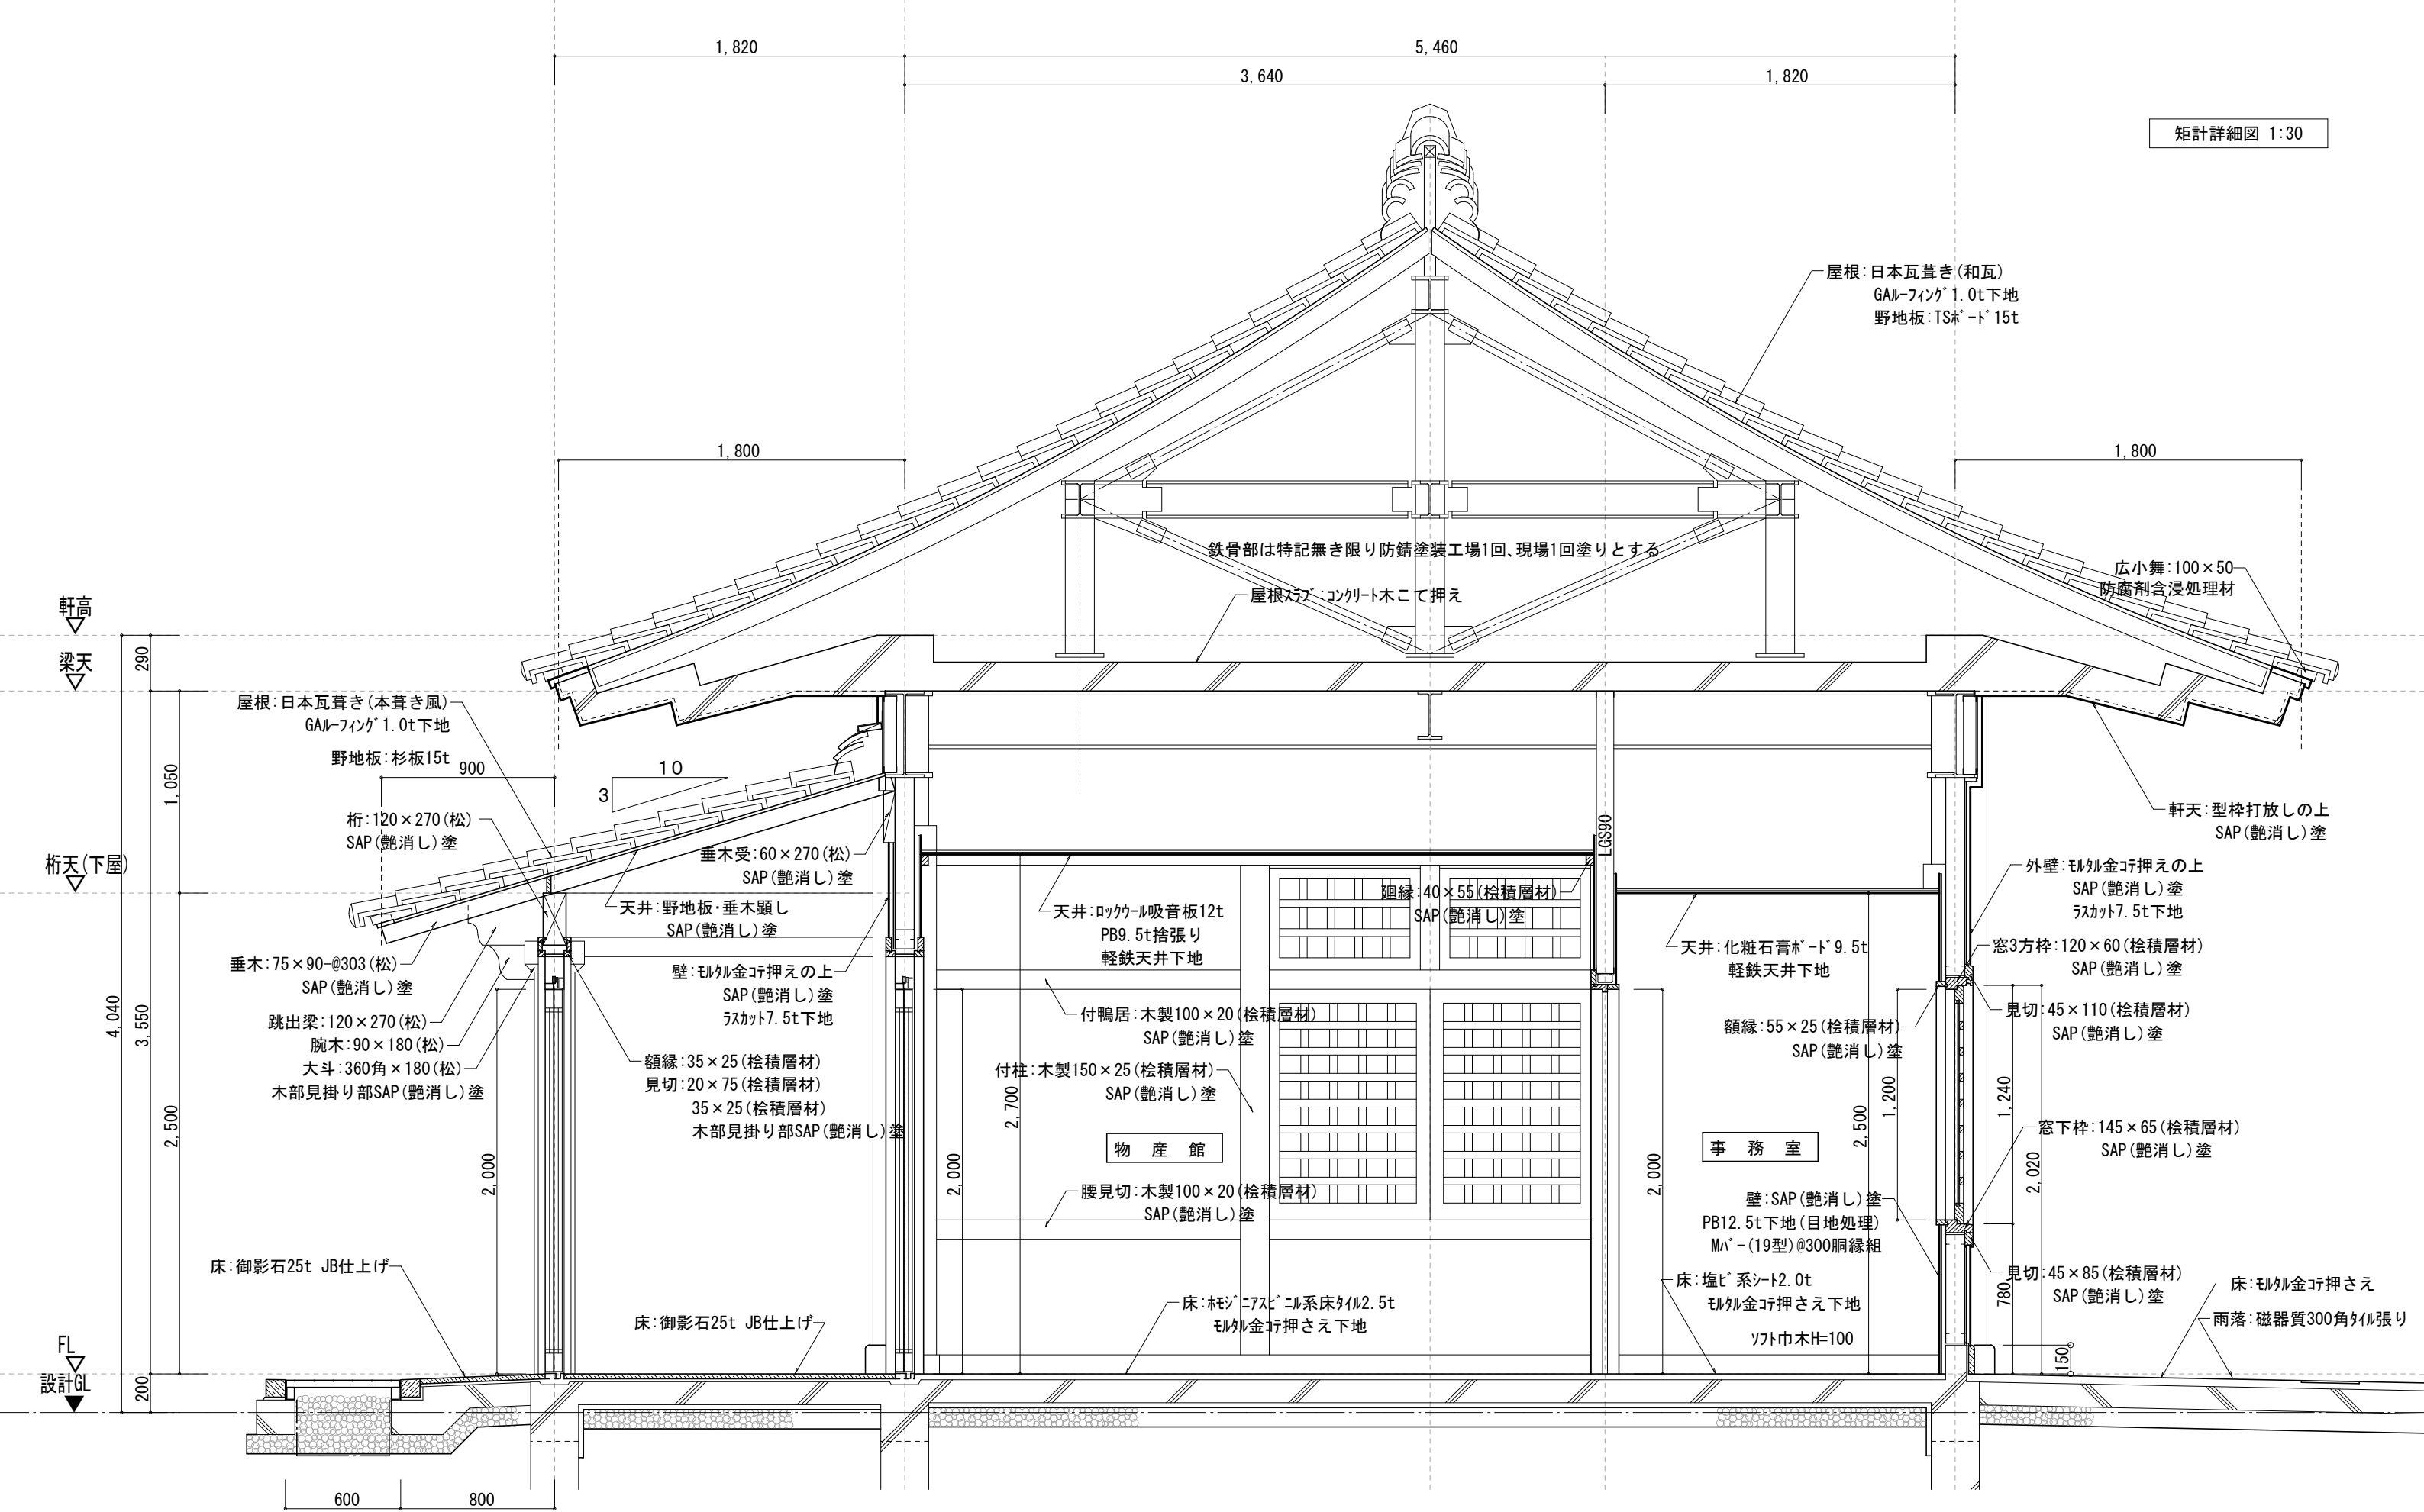 1,820
5,460
3,640
1,820
矩計詳細図 1:30
屋根:日本瓦葺き(和瓦)
GAﾙｰﾌｨﾝｸﾞ1.0t下地
野地板:TSﾎﾞｰﾄﾞ15t
1,800
1,800
鉄骨部は特記無き限り防錆塗装工場1回､現場1回塗りとする
屋根ｽﾗﾌﾞ:ｺﾝｸﾘｰﾄ木こて押え
広小舞:100×50
防腐剤含浸処理材
軒高
290
梁天
屋根:日本瓦葺き(本葺き風)
GAﾙｰﾌｨﾝｸﾞ1.0t下地
野地板:杉板15t
900
10
3
1,050
桁:120×270(松)
SAP(艶消し)塗
桁天(下屋)
垂木受:60×270(松)
SAP(艶消し)塗
LGS90
軒天:型枠打放しの上
SAP(艶消し)塗
外壁:ﾓﾙﾀﾙ金ｺﾃ押えの上
SAP(艶消し)塗
ﾗｽｶｯﾄ7.5t下地
廻縁:40×55(桧積層材)
SAP(艶消し)塗
天井:野地板･垂木顕し
SAP(艶消し)塗
天井:ﾛｯｸｳｰﾙ吸音板12t
PB9.5t捨張り
軽鉄天井下地
天井:化粧石膏ﾎﾞｰﾄﾞ9.5t
軽鉄天井下地
窓3方枠:120×60(桧積層材)
SAP(艶消し)塗
垂木:75×90-@303(松)
SAP(艶消し)塗
壁:ﾓﾙﾀﾙ金ｺﾃ押えの上
SAP(艶消し)塗
ﾗｽｶｯﾄ7.5t下地
見切:45×110(桧積層材)
SAP(艶消し)塗
跳出梁:120×270(松)
腕木:90×180(松)
大斗:360角×180(松)
木部見掛り部SAP(艶消し)塗
付鴨居:木製100×20(桧積層材)
SAP(艶消し)塗
額縁:55×25(桧積層材)
SAP(艶消し)塗
額縁:35×25(桧積層材)
見切:20×75(桧積層材)
35×25(桧積層材)
木部見掛り部SAP(艶消し)塗
付柱:木製150×25(桧積層材)
SAP(艶消し)塗
4,040
3,550
2,500
2,000
2,000
2,700
2,000
2,500
1,200
1,240
2,020
780
150
物 産 館
事 務 室
窓下枠:145×65(桧積層材)
SAP(艶消し)塗
腰見切:木製100×20(桧積層材)
SAP(艶消し)塗
壁:SAP(艶消し)塗
PB12.5t下地(目地処理)
Mﾊﾞｰ(19型)@300胴縁組
床:御影石25t JB仕上げ
床:御影石25t JB仕上げ
床:ﾎﾓｼﾞﾆｱｽﾋﾞﾆﾙ系床ﾀｲﾙ2.5t
ﾓﾙﾀﾙ金ｺﾃ押さえ下地
床:塩ﾋﾞ系ｼｰﾄ2.0t
ﾓﾙﾀﾙ金ｺﾃ押さえ下地
ｿﾌﾄ巾木H=100
見切:45×85(桧積層材)
SAP(艶消し)塗
床:ﾓﾙﾀﾙ金ｺﾃ押さえ
雨落:磁器質300角ﾀｲﾙ張り
FL
設計GL
200
600
800